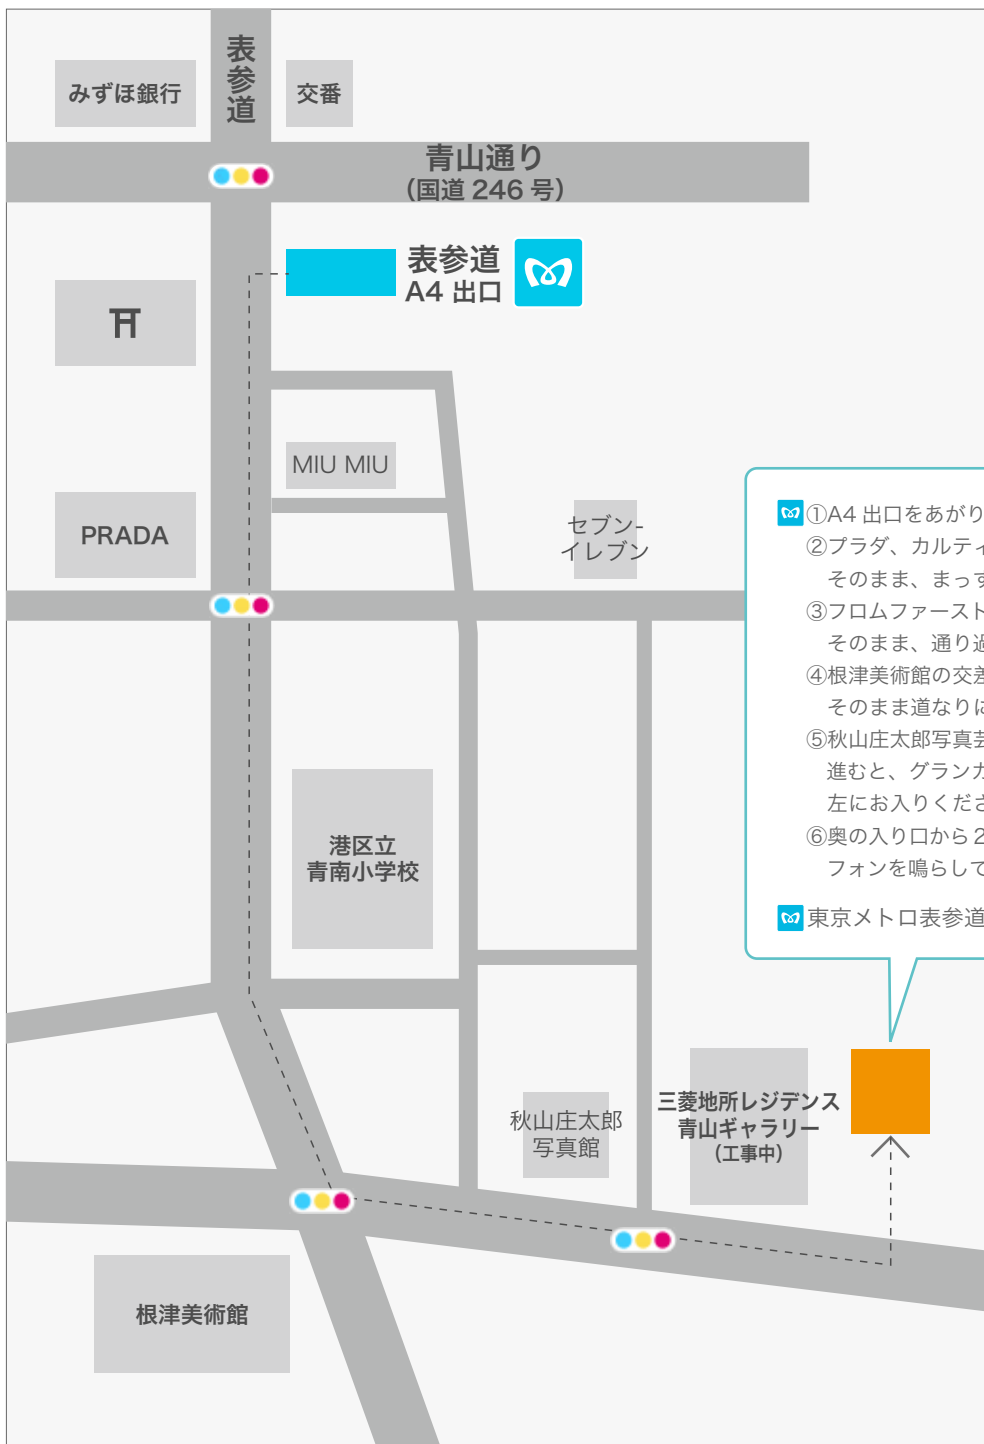 表参道
みずほ銀行
交番
青山通り
（国道 246 号）
表参道
A4 出口
MIU MIU
PRADA
セブン-
イレブン
①A4 出口をあがり
②プラダ、カルティ
そのまま、まっす
③フロムファースト
そのまま、通り過
④根津美術館の交差
そのまま道なりに
⑤秋山庄太郎写真芸
進むと、グランカ
左にお入りくださ
⑥奥の入り口から２
フォンを鳴らして
東京メトロ表参道
港区立
青南小学校
秋山庄太郎
写真館
三菱地所レジデンス
青山ギャラリー
（工事中）
根津美術館